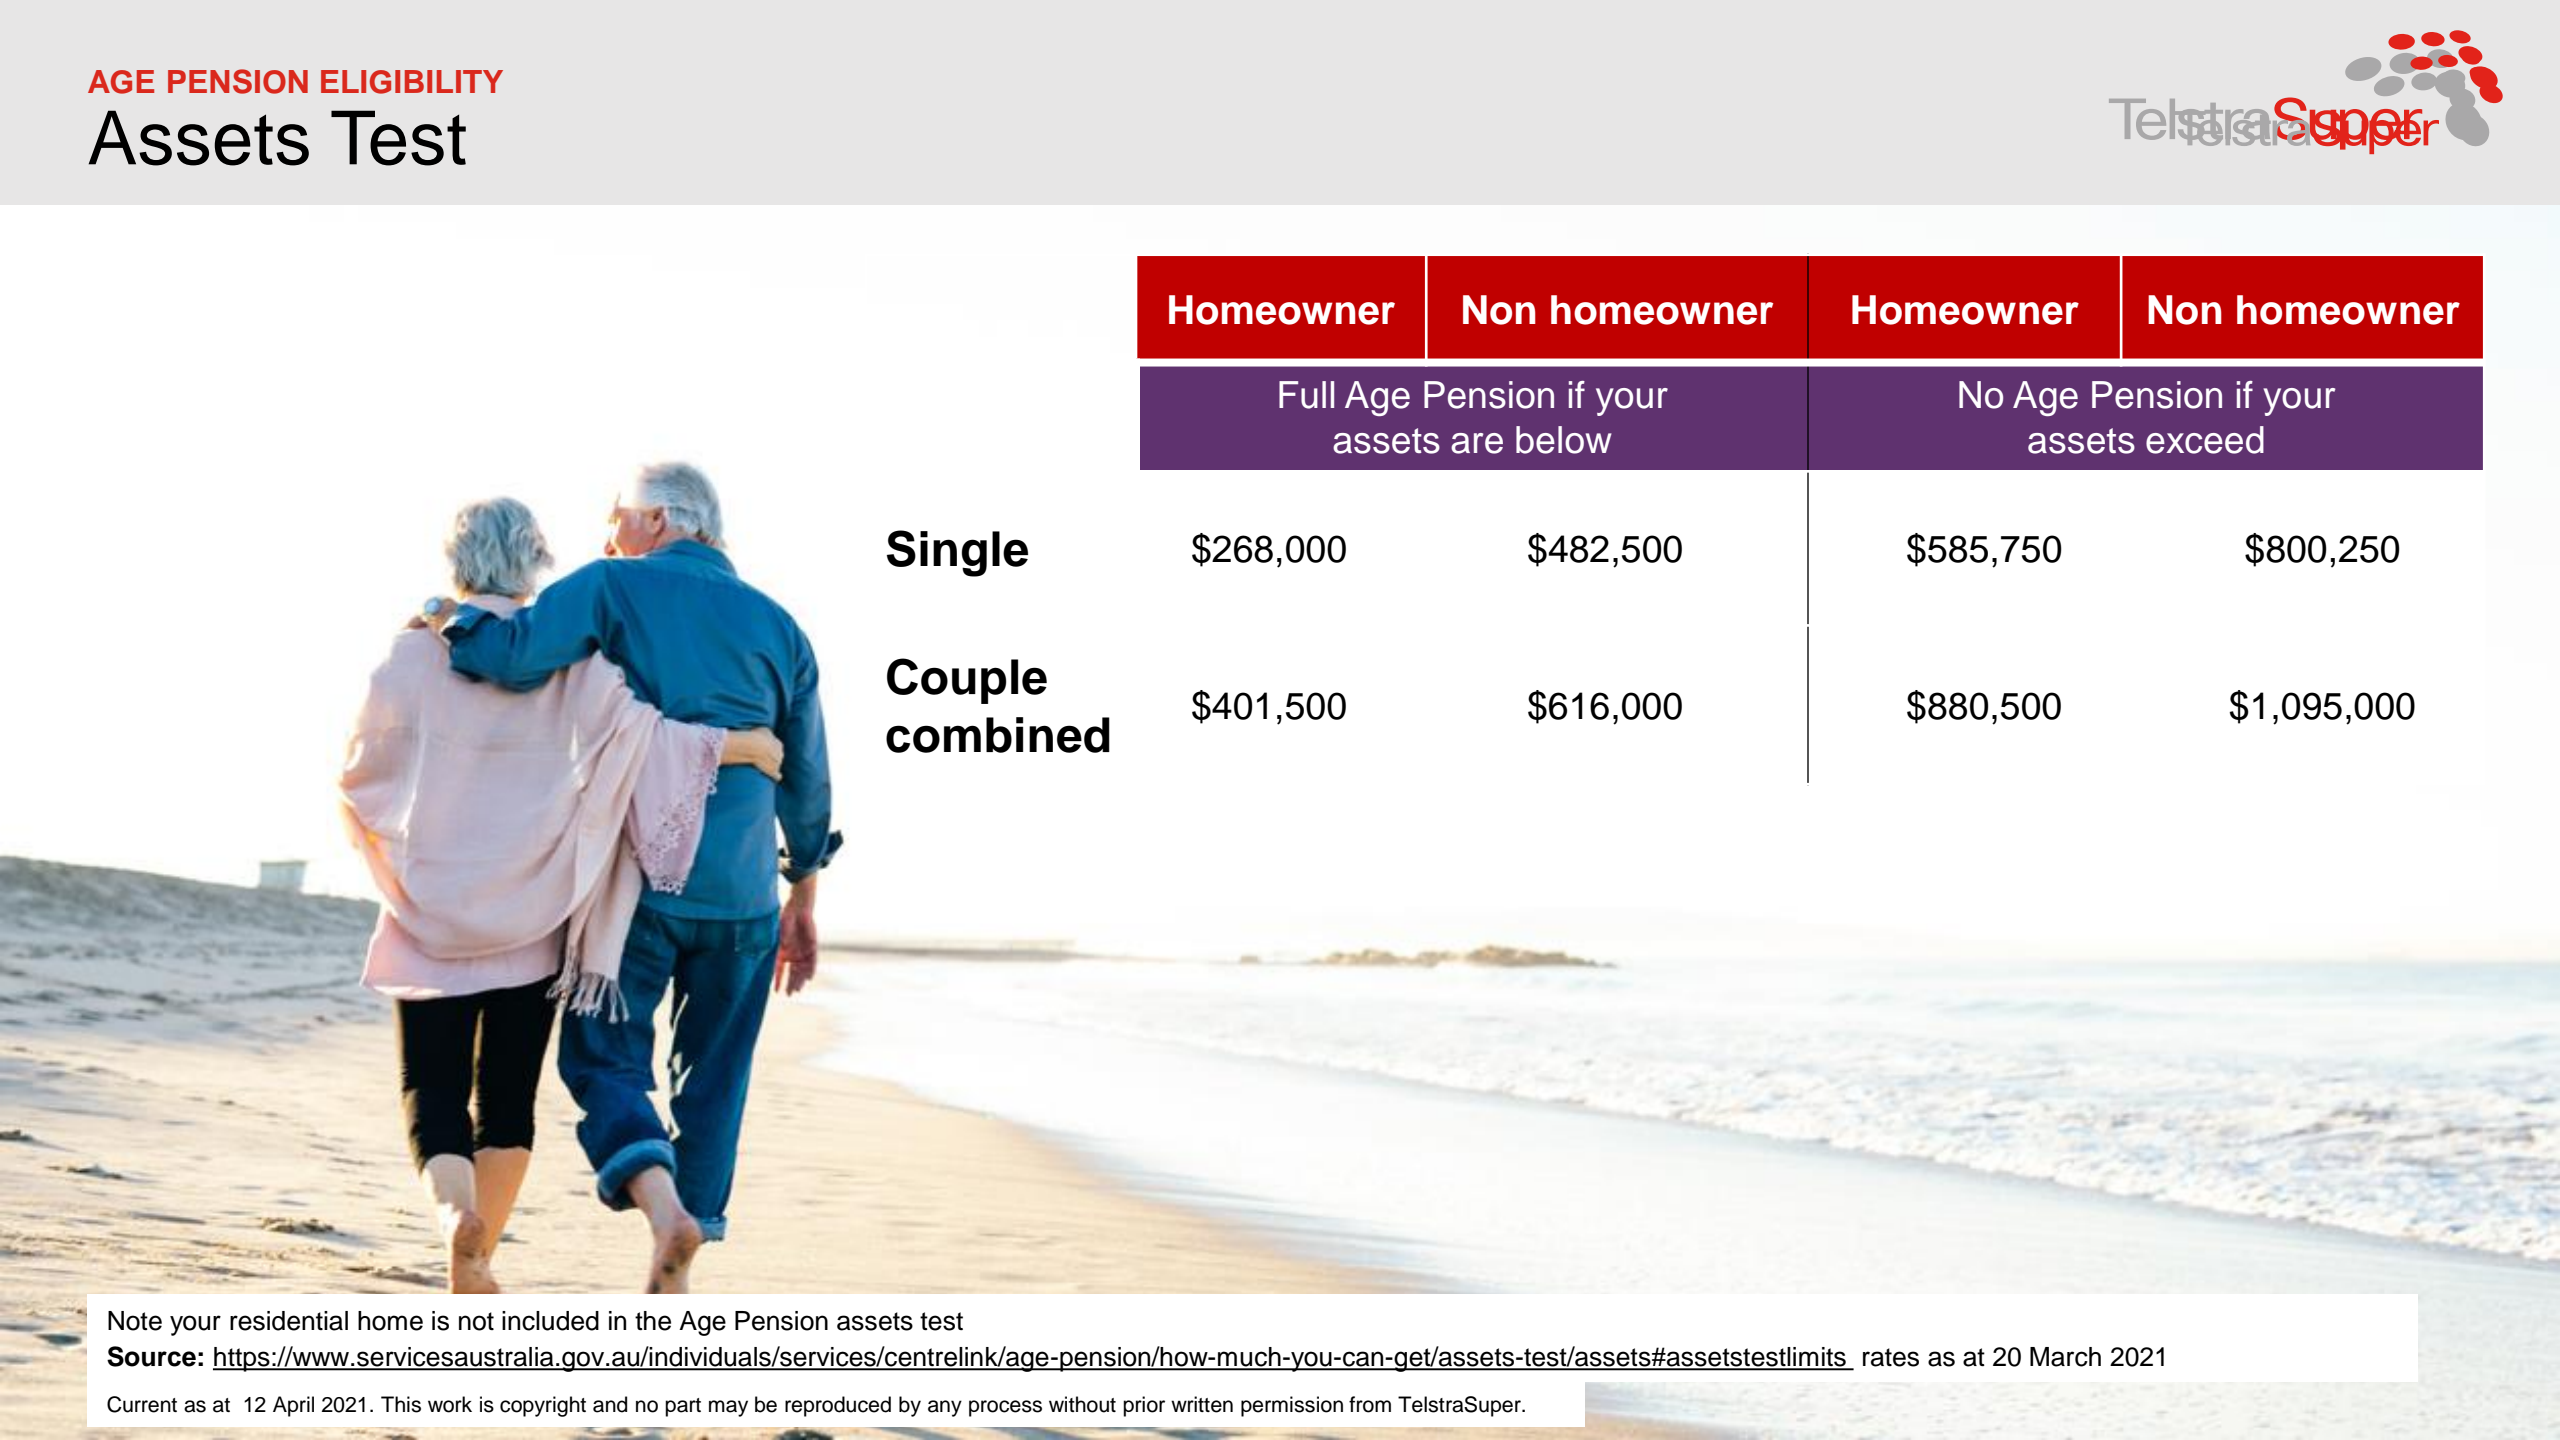 AGE PENSION ELIGIBILITY
Assets Test
TelstraSuper
TelstraSuper
Homeowner Non homeowner Homeowner Non homeowner
Full Age Pension if your
assets are below
No Age Pension if your
assets exceed
Single $268,000 $482,500 $585,750 $800,250
Couple
combined $401,500 $616,000 $880,500 $1,095,000
Note your residential home is not included in the Age Pension assets test
Source: https://www.servicesaustralia.gov.au/individuals/services/centrelink/age-pension/how-much-you-can-get/assets-test/assets#assetstestlimits rates as at 20 March 2021
Current as at 12 April 2021. This work is copyright and no part may be reproduced by any process without prior written permission from TelstraSuper.